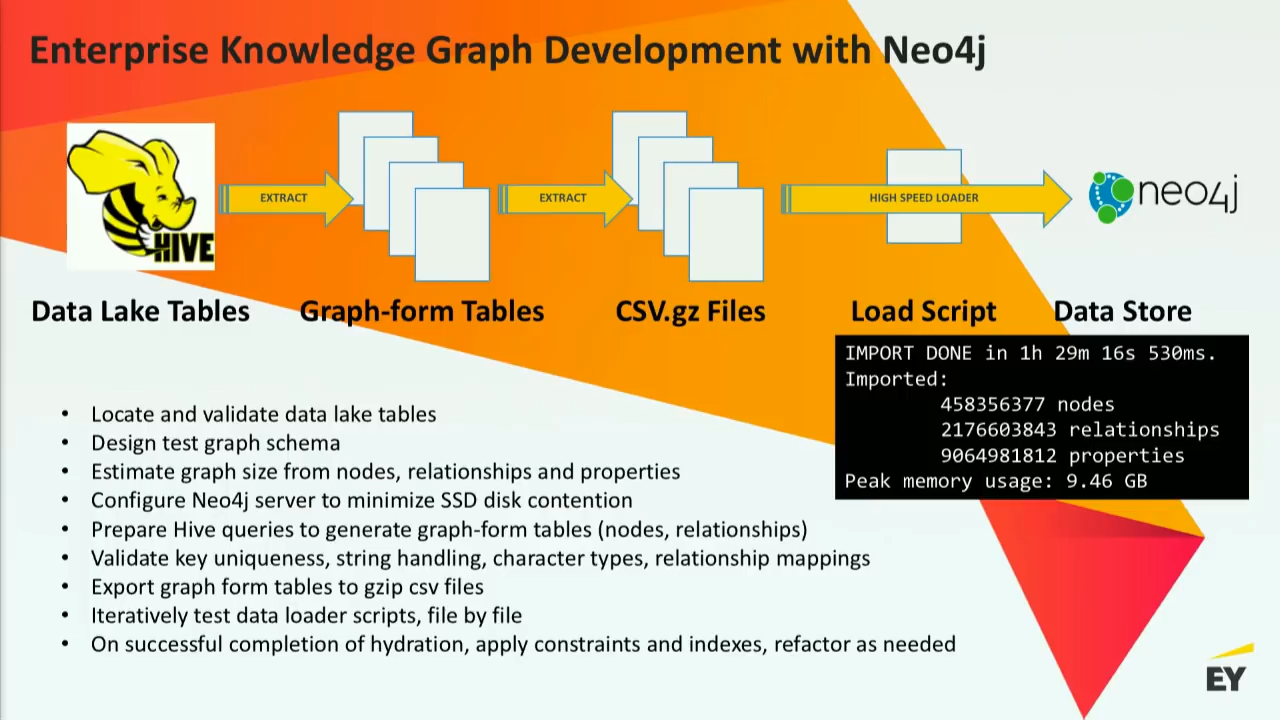 Enterprise Knowledge Graph Development with Neo4j
HIVE
EXTRACT
EXTRACT
HIGH SPEED LOADER
neo4j
Data Lake Tables
Graph-form Tables
CSV.gz Files
Load Script
Data Store
IMPORT DONE in 1h 29m 16s 530ms.
Imported:
458356377 nodes
2176603843 relationships
9064981812 properties
Peak memory usage: 9.46 GB
• Locate and validate data lake tables
• Design test graph schema
• Estimate graph size from nodes, relationships and properties
• Configure Neo4j server to minimize SSD disk contention
• Prepare Hive queries to generate graph-form tables (nodes, relationships)
• Validate key uniqueness, string handling, character types, relationship mappings
• Export graph form tables to gzip csv files
• Iteratively test data loader scripts, file by file
• On successful completion of hydration, apply constraints and indexes, refactor as needed
EY